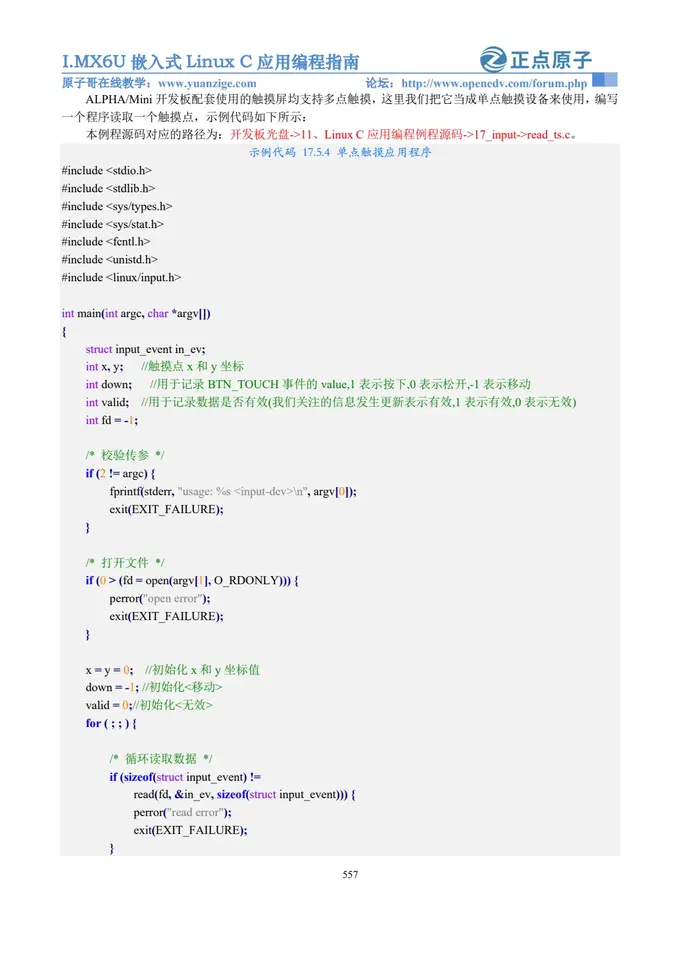 I.MX6U 嵌入式 Linux C 应用编程指南
正点原子
原子哥在线教学：www.yuanzige.com 论坛：http://www.openedv.com/forum.php
ALPHA/Mini 开发板配套使用的触摸屏均支持多点触摸，这里我们把它当成单点触摸设备来使用，编写
一个程序读取一个触摸点，示例代码如下所示：
本例程源码对应的路径为：开发板光盘->11、Linux C 应用编程例程源码->17_input->read_ts.c。
示例代码 17.5.4 单点触摸应用程序
#include <stdio.h>
#include <stdlib.h>
#include <sys/types.h>
#include <sys/stat.h>
#include <fcntl.h>
#include <unistd.h>
#include <linux/input.h>
int main(int argc, char *argv[])
{
struct input_event in_ev;
int x, y; //触摸点 x 和 y 坐标
int down; //用于记录 BTN_TOUCH 事件的 value,1 表示按下,0 表示松开,-1 表示移动
int valid; //用于记录数据是否有效(我们关注的信息发生更新表示有效,1 表示有效,0 表示无效)
int fd = -1;
/* 校验传参 */
if (2 != argc) {
fprintf(stderr, "usage: %s <input-dev>\n", argv[0]);
exit(EXIT_FAILURE);
}
/* 打开文件 */
if (0 > (fd = open(argv[1], O_RDONLY))) {
perror("open error");
exit(EXIT_FAILURE);
}
x = y = 0; //初始化 x 和 y 坐标值
down = -1; //初始化<移动>
valid = 0;//初始化<无效>
for ( ; ; ) {
/* 循环读取数据 */
if (sizeof(struct input_event) !=
read(fd, &in_ev, sizeof(struct input_event))) {
perror("read error");
exit(EXIT_FAILURE);
}
557